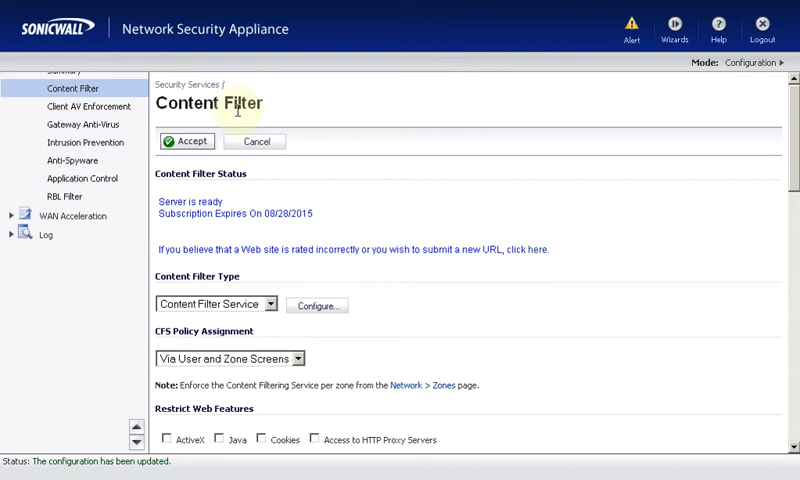 SONICWALL Network Security Appliance
Alert Wizards Help Logout
Mode: Configuration
Summary
Content Filter
Client AV Enforcement
Gateway Anti-Virus
Intrusion Prevention
Anti-Spyware
Application Control
RBL Filter
WAN Acceleration
Log
Security Services /
Content Filter
Accept Cancel
Content Filter Status
Server is ready
Subscription Expires On 08/28/2015
If you believe that a Web site is rated incorrectly or you wish to submit a new URL, click here.
Content Filter Type
Content Filter Service Configure...
CFS Policy Assignment
Via User and Zone Screens
Note: Enforce the Content Filtering Service per zone from the Network > Zones page.
Restrict Web Features
ActiveX Java Cookies Access to HTTP Proxy Servers
Status: The configuration has been updated.